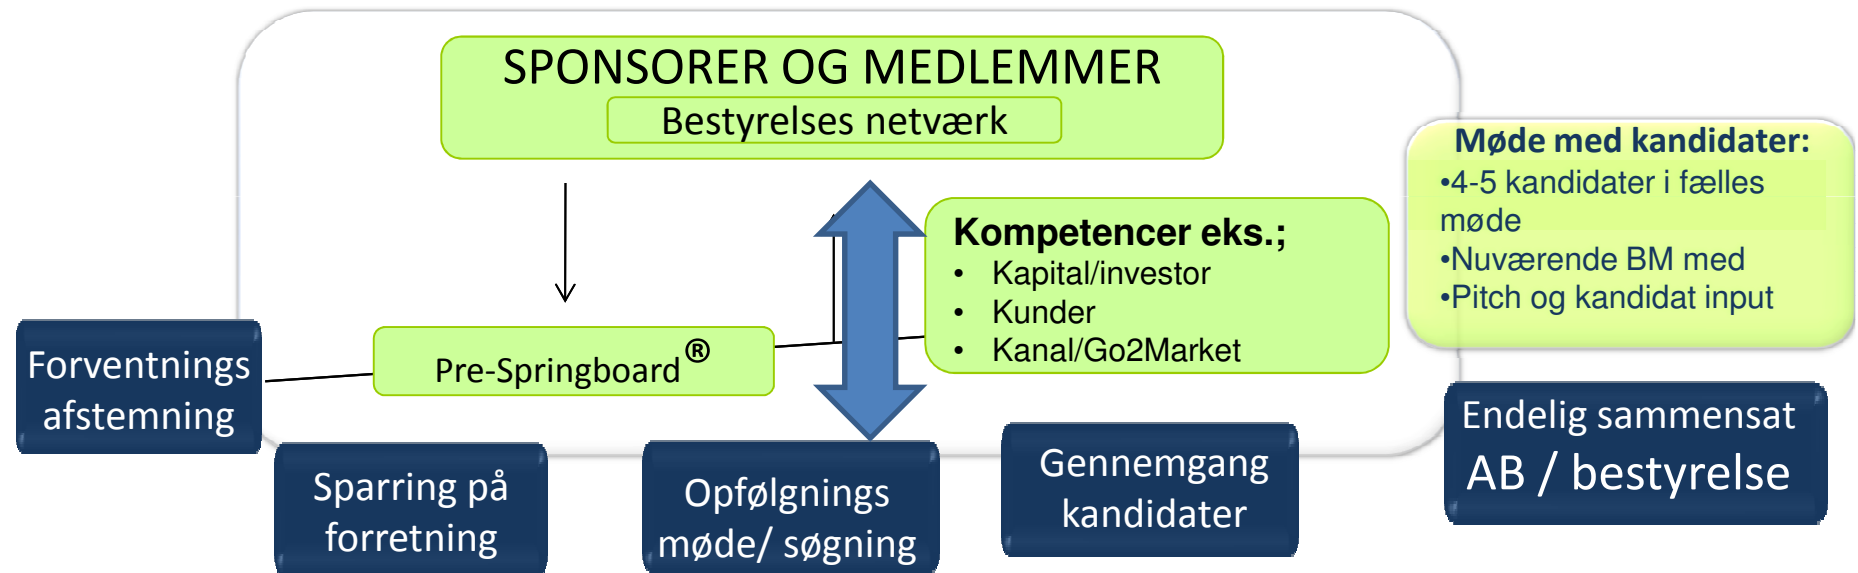 SPONSORER OG MEDLEMMER
Bestyrelses netværk
Møde med kandidater:
•4-5 kandidater i fælles
møde
•Nuværende BM med
•Pitch og kandidat input
Kompetencer eks.;
• Kapital/investor
• Kunder
• Kanal/Go2Market
Pre-Springboard®
Forventnings
afstemning
Sparring på
forretning
Opfølgnings
møde/ søgning
Gennemgang
kandidater
Endelig sammensat
AB / bestyrelse